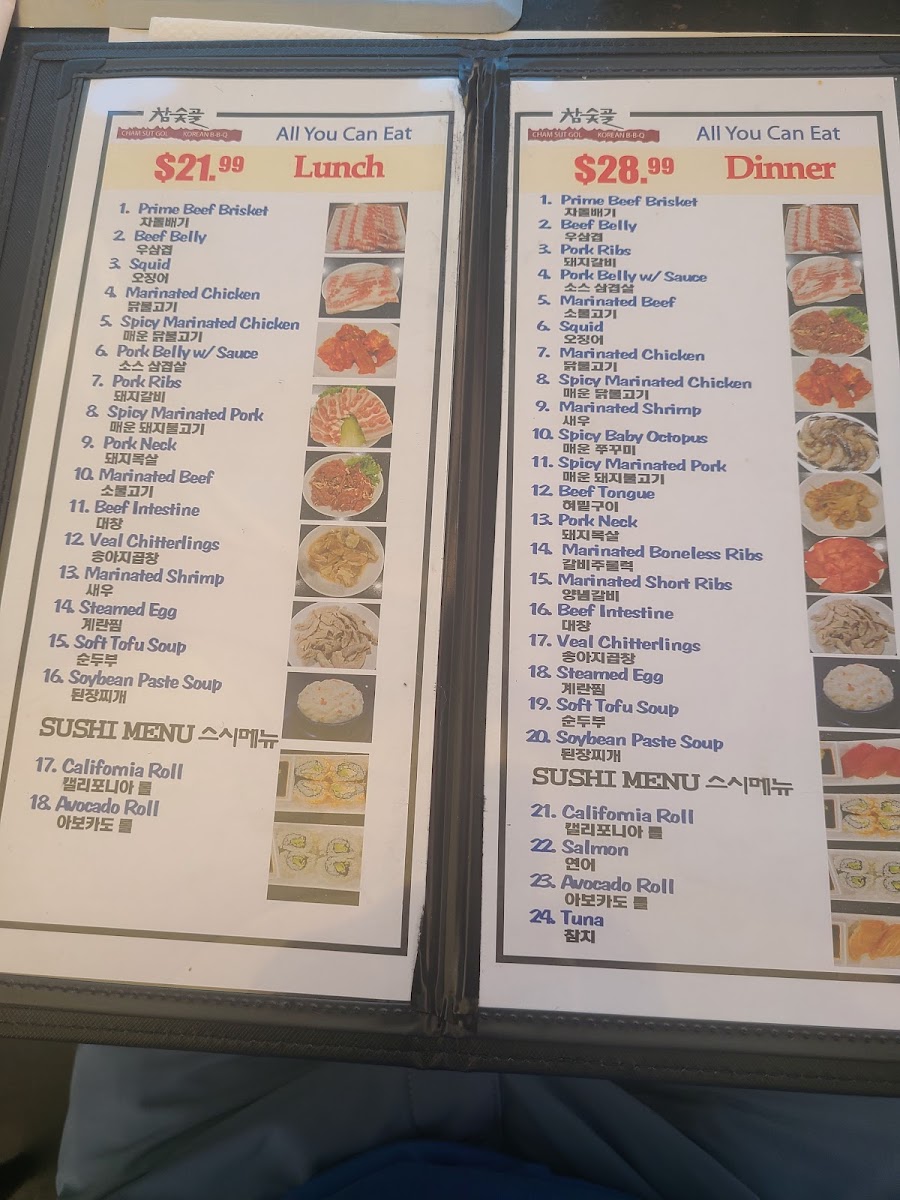 참숯골
CHAM SUT GOL KOREAN B-B-Q
All You Can Eat
$21.99 Lunch
1. Prime Beef Brisket
차돌배기
2. Beef Belly
우삼겹
3. Squid
오징어
4. Marinated Chicken
닭불고기
5. Spicy Marinated Chicken
매운 닭불고기
6. Pork Belly w/ Sauce
소스 삼겹살
7. Pork Ribs
돼지갈비
8. Spicy Marinated Pork
매운 돼지불고기
9. Pork Neck
돼지목살
10. Marinated Beef
소불고기
11. Beef Intestine
대창
12. Veal Chitterlings
송아지곱창
13. Marinated Shrimp
새우
14. Steamed Egg
계란찜
15. Soft Tofu Soup
순두부
16. Soybean Paste Soup
된장찌개
SUSHI MENU 스시메뉴
17. California Roll
캘리포니아 롤
18. Avocado Roll
아보카도 롤
참숯골
CHAM SUT GOL KOREAN B-B-Q
All You Can Eat
$28.99 Dinner
1. Prime Beef Brisket
차돌배기
2. Beef Belly
우삼겹
3. Pork Ribs
돼지갈비
4. Pork Belly w/ Sauce
소스 삼겹살
5. Marinated Beef
소불고기
6. Squid
오징어
7. Marinated Chicken
닭불고기
8. Spicy Marinated Chicken
매운 닭불고기
9. Marinated Shrimp
새우
10. Spicy Baby Octopus
매운 쭈꾸미
11. Spicy Marinated Pork
매운 돼지불고기
12. Beef Tongue
혀밑구이
13. Pork Neck
돼지목살
14. Marinated Boneless Ribs
갈비주물럭
15. Marinated Short Ribs
양념갈비
16. Beef Intestine
대창
17. Veal Chitterlings
송아지곱창
18. Steamed Egg
계란찜
19. Soft Tofu Soup
순두부
20. Soybean Paste Soup
된장찌개
SUSHI MENU 스시메뉴
21. California Roll
캘리포니아 롤
22. Salmon
연어
23. Avocado Roll
아보카도 롤
24. Tuna
참치